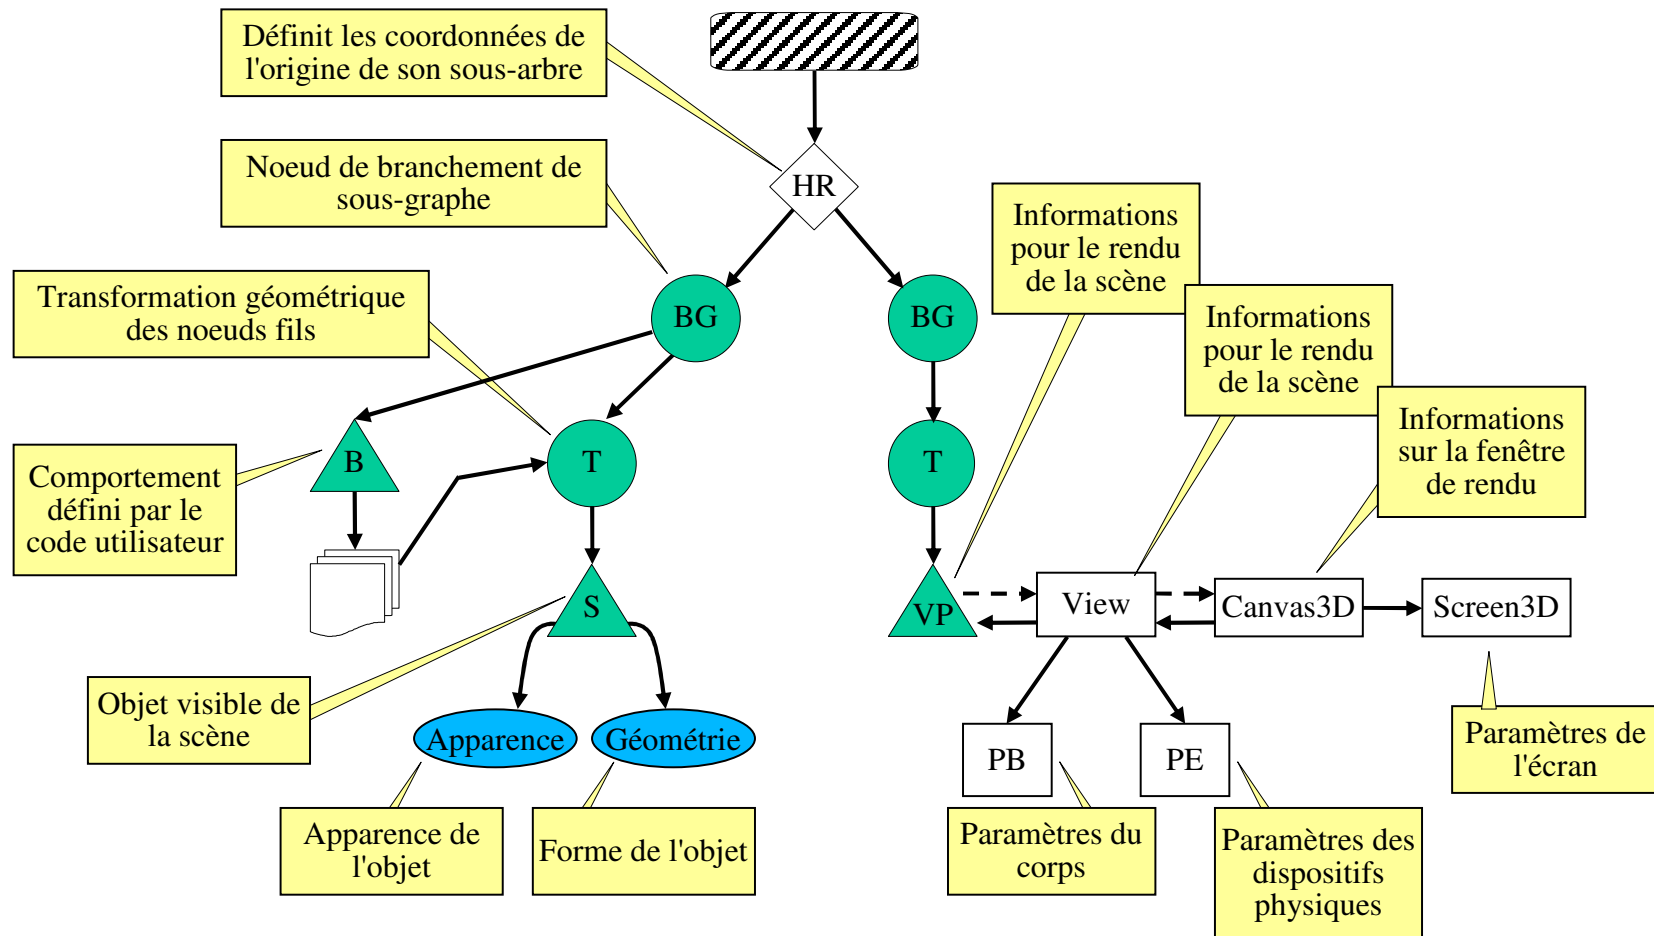 Définit les coordonnées de
l'origine de son sous-arbre
HR
Noeud de branchement de
sous-graphe
Informations
pour le rendu
de la scène
Transformation géométrique
des noeuds fils
BG
BG
Informations
pour le rendu
de la scène
Informations
sur la fenêtre
de rendu
Comportement
défini par le
code utilisateur
B
T
T
S
VP
View
Canvas3D
Screen3D
Objet visible de
la scène
Apparence
Géométrie
PB
PE
Paramètres de
l'écran
Apparence de
l'objet
Forme de l'objet
Paramètres du
corps
Paramètres des
dispositifs
physiques